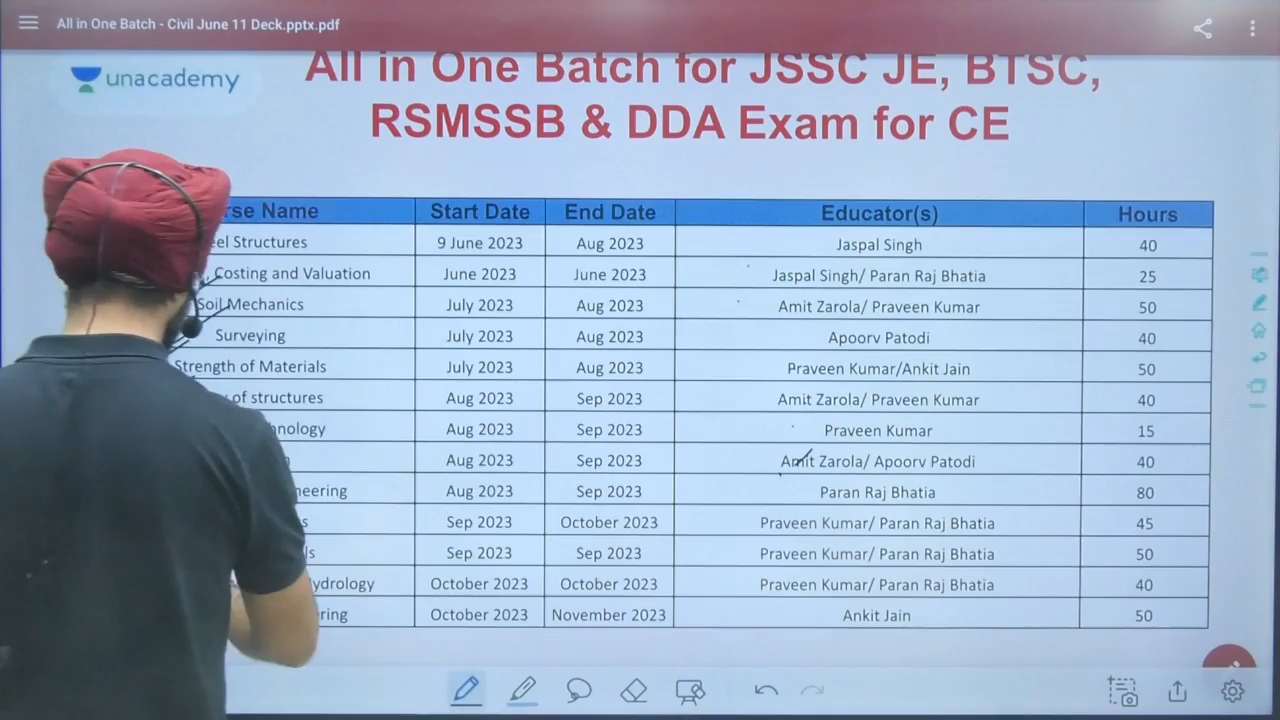 All in One Batch - Civil June 11 Deck.pptx.pdf
unacademy
All in One Batch for JSSC JE, BTSC,
RSMSSB & DDA Exam for CE
Name Start Date End Date Educator(s) Hours
Structures 9 June 2023 Aug 2023 Jaspal Singh 40
, Costing and Valuation June 2023 June 2023 Jaspal Singh/ Paran Raj Bhatia 25
Soil Mechanics July 2023 Aug 2023 Amit Zarola/ Praveen Kumar 50
Surveying July 2023 Aug 2023 Apoorv Patodi 40
Strength of Materials July 2023 Aug 2023 Praveen Kumar/Ankit Jain 50
of structures Aug 2023 Sep 2023 Amit Zarola/ Praveen Kumar 40
Aug 2023 Sep 2023 Praveen Kumar 15
Aug 2023 Sep 2023 Amit Zarola/ Apoorv Patodi 40
Aug 2023 Sep 2023 Paran Raj Bhatia 80
Sep 2023 October 2023 Praveen Kumar/ Paran Raj Bhatia 45
Sep 2023 Sep 2023 Praveen Kumar/ Paran Raj Bhatia 50
October 2023 October 2023 Praveen Kumar/ Paran Raj Bhatia 40
October 2023 November 2023 Ankit Jain 50